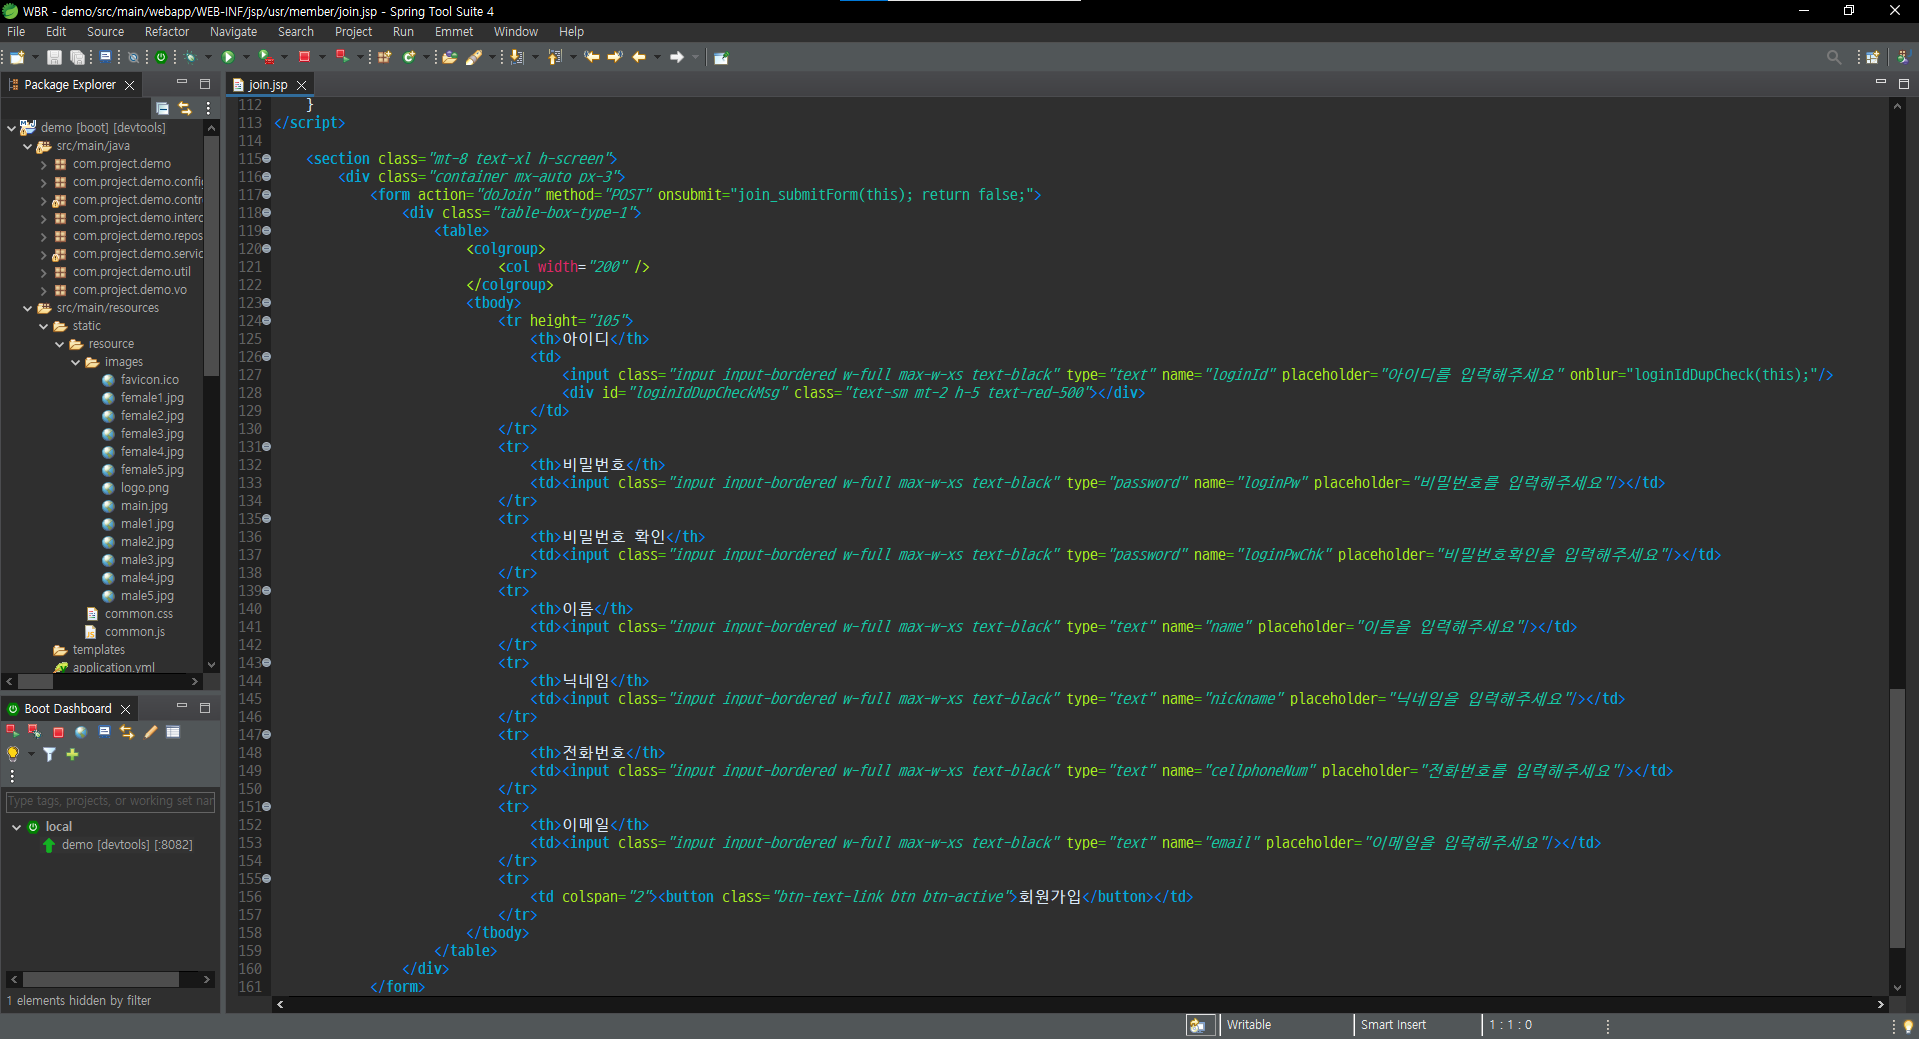 WBR - demo/src/main/webapp/WEB-INF/jsp/usr/member/join.jsp - Spring Tool Suite 4
File Edit Source Refactor Navigate Search Project Run Emmet Window Help
Package Explorer
demo [boot] [devtools]
src/main/java
com.project.demo
com.project.demo.confi
com.project.demo.contr
com.project.demo.interc
com.project.demo.repos
com.project.demo.servic
com.project.demo.util
com.project.demo.vo
src/main/resources
static
resource
images
favicon.ico
female1.jpg
female2.jpg
female3.jpg
female4.jpg
female5.jpg
logo.png
main.jpg
male1.jpg
male2.jpg
male3.jpg
male4.jpg
male5.jpg
common.css
common.js
templates
application.yml
Boot Dashboard
Type tags, projects, or working set nar
local
demo [devtools] [:8082]
1 elements hidden by filter
join.jsp
112 }
113 </script>
114
115 <section class="mt-8 text-xl h-screen">
116 <div class="container mx-auto px-3">
117 <form action="doJoin" method="POST" onsubmit="join_submitForm(this); return false;">
118 <div class="table-box-type-1">
119 <table>
120 <colgroup>
121 <col width="200" />
122 </colgroup>
123 <tbody>
124 <tr height="105">
125 <th>아이디</th>
126 <td>
127 <input class="input input-bordered w-full max-w-xs text-black" type="text" name="loginId" placeholder="아이디를 입력해주세요" onblur="loginIdDupCheck(this);"/>
128 <div id="loginIdDupCheckMsg" class="text-sm mt-2 h-5 text-red-500"></div>
129 </td>
130 </tr>
131 <tr>
132 <th>비밀번호</th>
133 <td><input class="input input-bordered w-full max-w-xs text-black" type="password" name="loginPw" placeholder="비밀번호를 입력해주세요"/></td>
134 </tr>
135 <tr>
136 <th>비밀번호 확인</th>
137 <td><input class="input input-bordered w-full max-w-xs text-black" type="password" name="loginPwChk" placeholder="비밀번호확인을 입력해주세요"/></td>
138 </tr>
139 <tr>
140 <th>이름</th>
141 <td><input class="input input-bordered w-full max-w-xs text-black" type="text" name="name" placeholder="이름을 입력해주세요"/></td>
142 </tr>
143 <tr>
144 <th>닉네임</th>
145 <td><input class="input input-bordered w-full max-w-xs text-black" type="text" name="nickname" placeholder="닉네임을 입력해주세요"/></td>
146 </tr>
147 <tr>
148 <th>전화번호</th>
149 <td><input class="input input-bordered w-full max-w-xs text-black" type="text" name="cellphoneNum" placeholder="전화번호를 입력해주세요"/></td>
150 </tr>
151 <tr>
152 <th>이메일</th>
153 <td><input class="input input-bordered w-full max-w-xs text-black" type="text" name="email" placeholder="이메일을 입력해주세요"/></td>
154 </tr>
155 <tr>
156 <td colspan="2"><button class="btn-text-link btn btn-active">회원가입</button></td>
157 </tr>
158 </tbody>
159 </table>
160 </div>
161 </form>
Writable Smart Insert 1 : 1 : 0